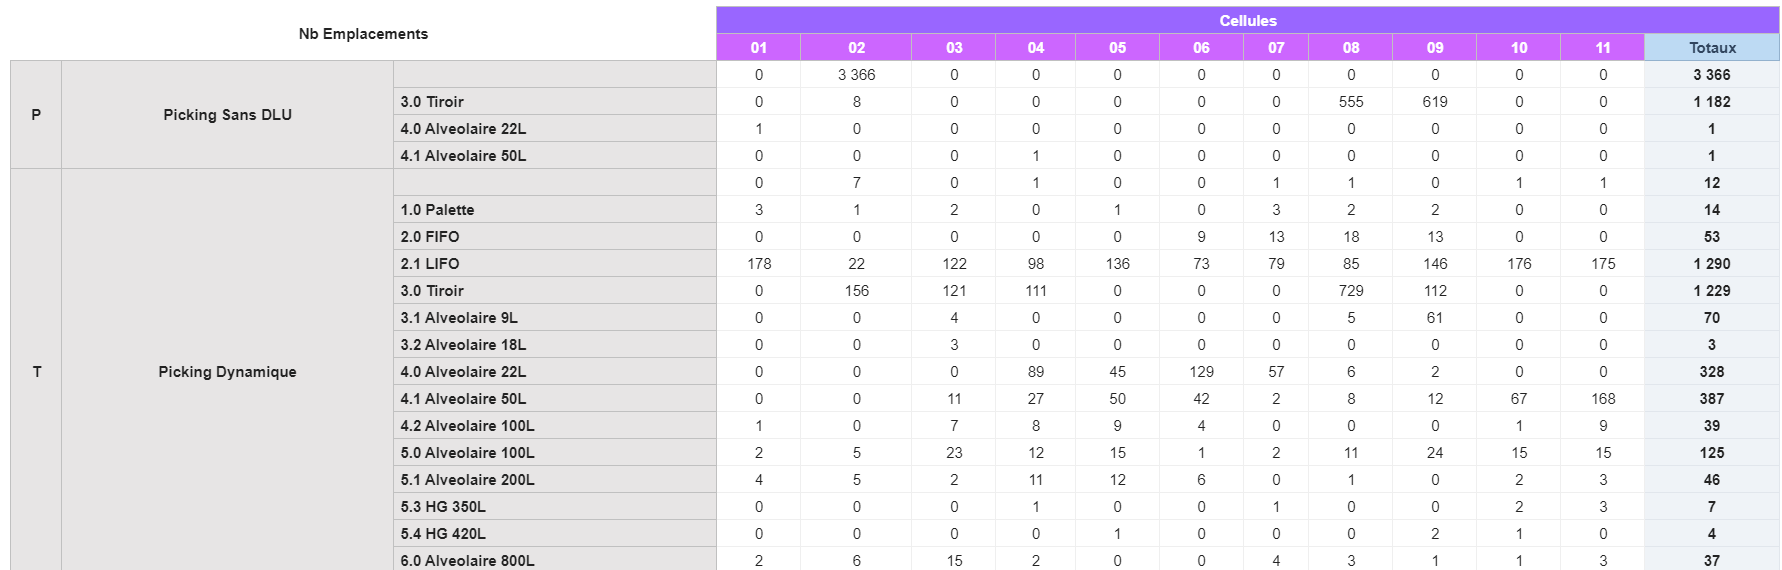 Cellules
Nb Emplacements
01 02 03 04 05 06 07 08 09 10 11 Totaux
0 3 366 0 0 0 0 0 0 0 0 0 3 366
3.0 Tiroir 0 8 0 0 0 0 0 555 619 0 0 1 182
P Picking Sans DLU
4.0 Alveolaire 22L 1 0 0 0 0 0 0 0 0 0 0 1
4.1 Alveolaire 50L 0 0 0 1 0 0 0 0 0 0 0 1
0 7 0 1 0 0 1 1 0 1 1 12
1.0 Palette 3 1 2 0 1 0 3 2 2 0 0 14
2.0 FIFO 0 0 0 0 0 9 13 18 13 0 0 53
2.1 LIFO 178 22 122 98 136 73 79 85 146 176 175 1 290
3.0 Tiroir 0 156 121 111 0 0 0 729 112 0 0 1 229
3.1 Alveolaire 9L 0 0 4 0 0 0 0 5 61 0 0 70
3.2 Alveolaire 18L 0 0 3 0 0 0 0 0 0 0 0 3
T Picking Dynamique 4.0 Alveolaire 22L 0 0 0 89 45 129 57 6 2 0 0 328
4.1 Alveolaire 50L 0 0 11 27 50 42 2 8 12 67 168 387
4.2 Alveolaire 100L 1 0 7 8 9 4 0 0 0 1 9 39
5.0 Alveolaire 100L 2 5 23 12 15 1 2 11 24 15 15 125
5.1 Alveolaire 200L 4 5 2 11 12 6 0 1 0 2 3 46
5.3 HG 350L 0 0 0 1 0 0 1 0 0 2 3 7
5.4 HG 420L 0 0 0 0 1 0 0 0 2 1 0 4
6.0 Alveolaire 800L 2 6 15 2 0 0 4 3 1 1 3 37